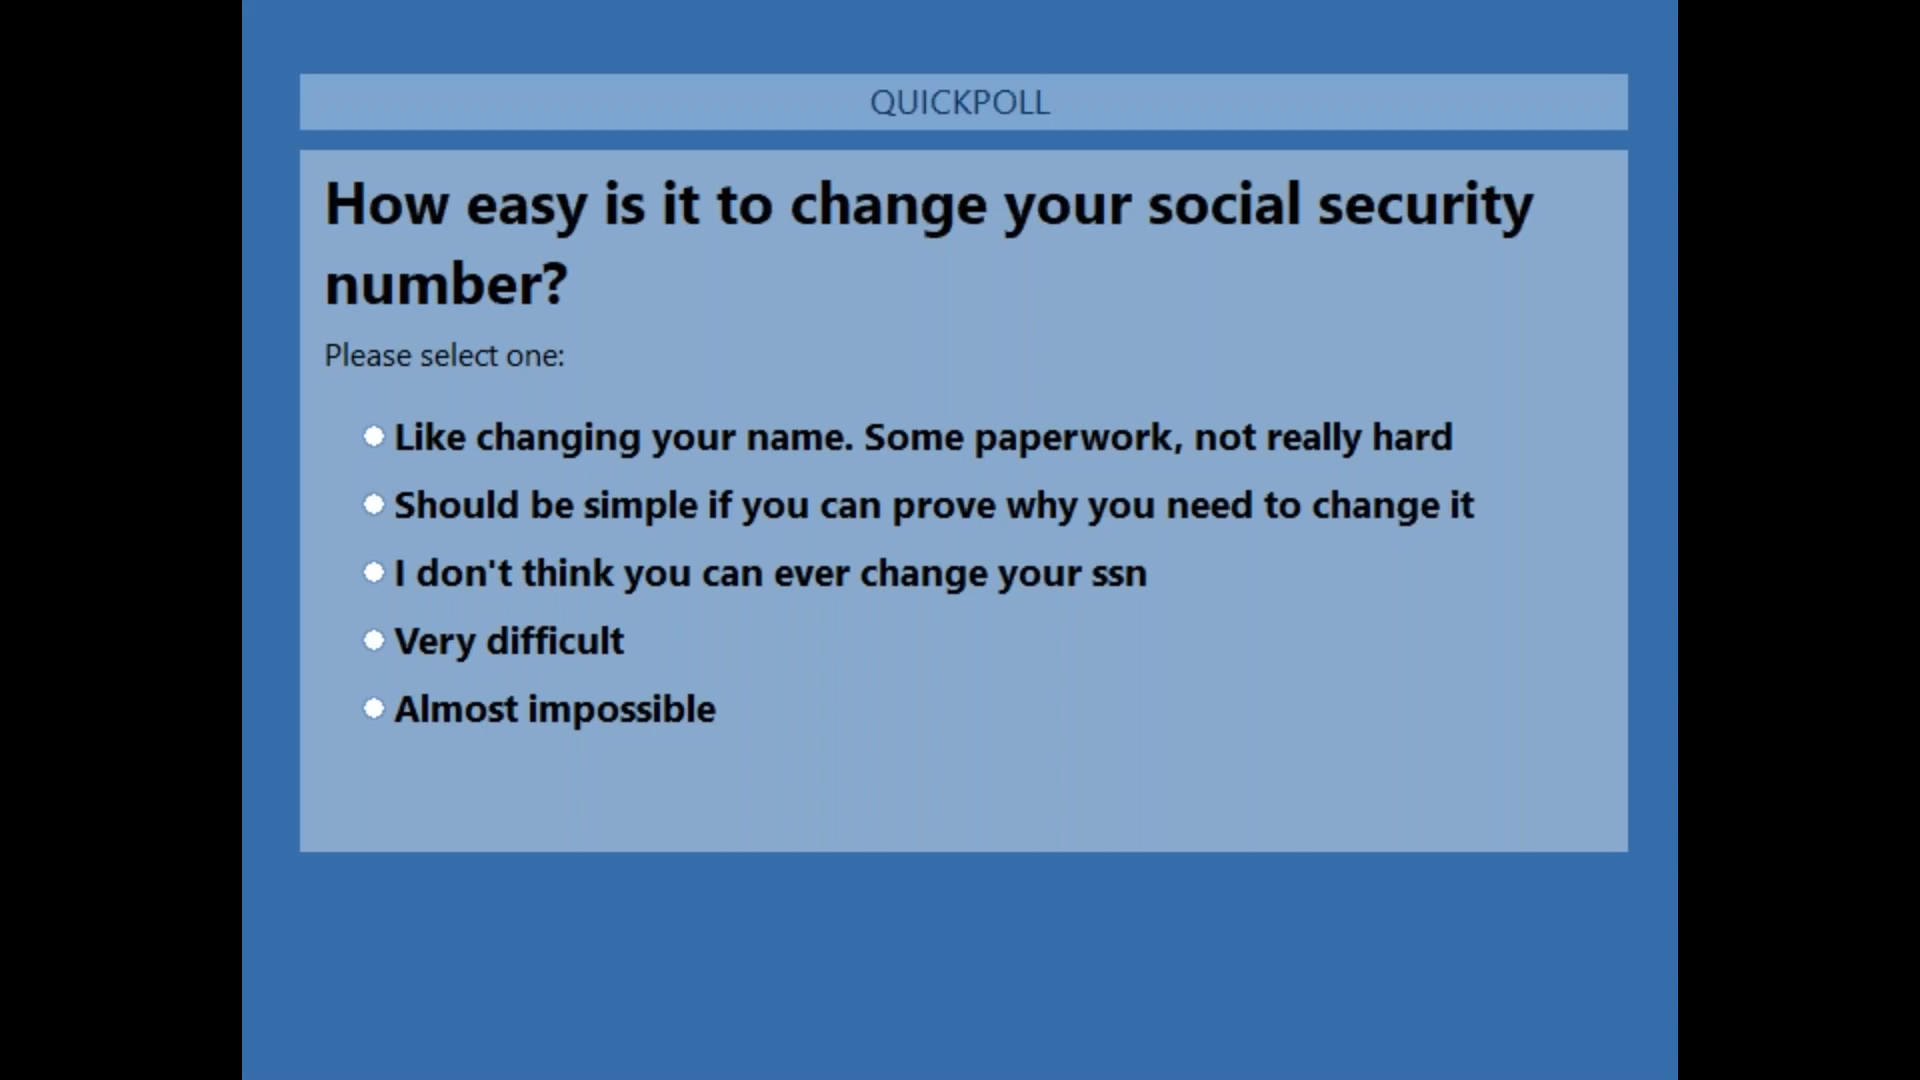 QUICKPOLL
How easy is it to change your social security
number?
Please select one:
Like changing your name. Some paperwork, not really hard
Should be simple if you can prove why you need to change it
I don't think you can ever change your ssn
Very difficult
Almost impossible